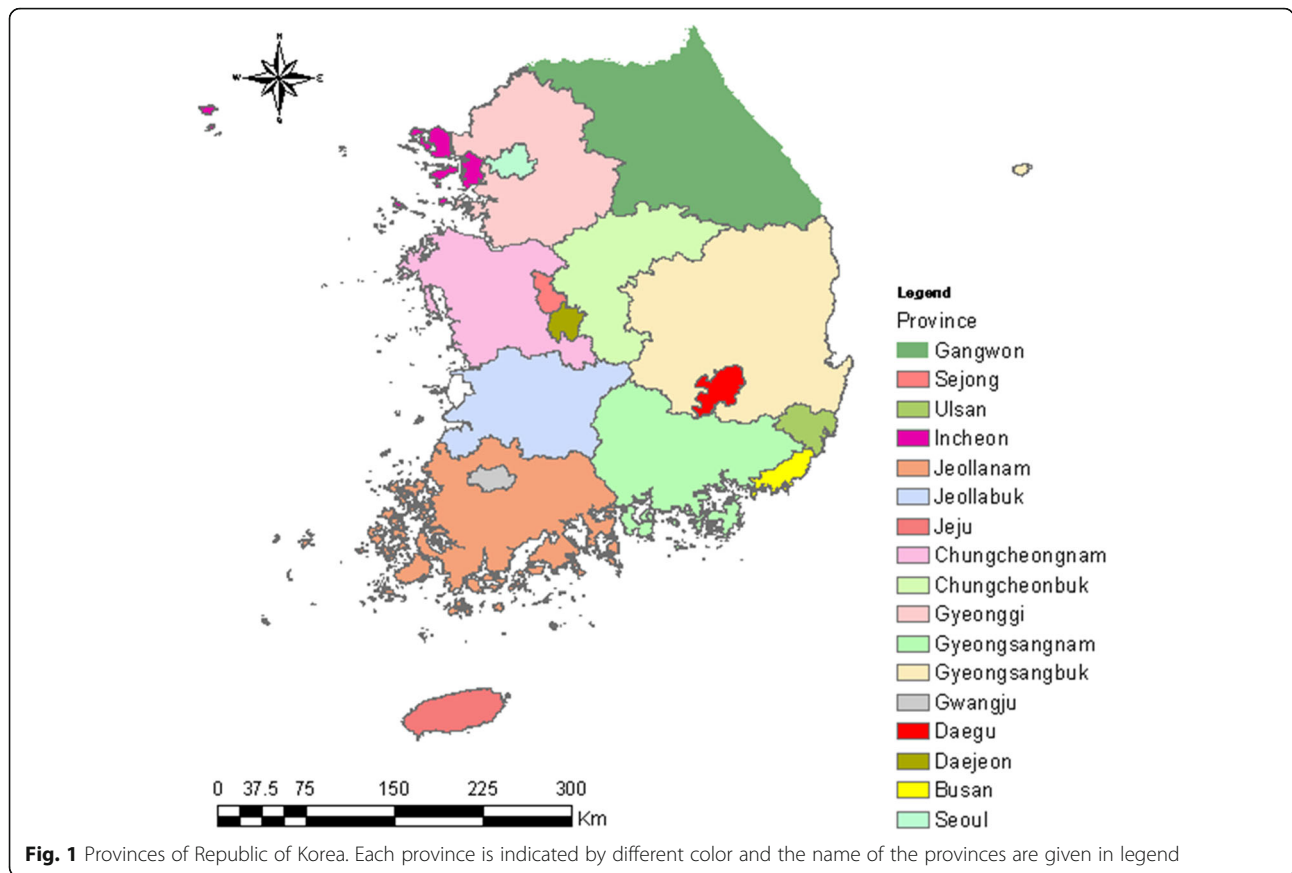 N
W E
S
Legend
Province
Gangwon
Sejong
Ulsan
Incheon
Jeollanam
Jeollabuk
Jeju
Chungcheongnam
Chungcheonbuk
Gyeonggi
Gyeongsangnam
Gyeongsangbuk
Gwangju
Daegu
Daejeon
Busan
Seoul
0 37.5 75 150 225 300
Km
Fig. 1 Provinces of Republic of Korea. Each province is indicated by different color and the name of the provinces are given in legend